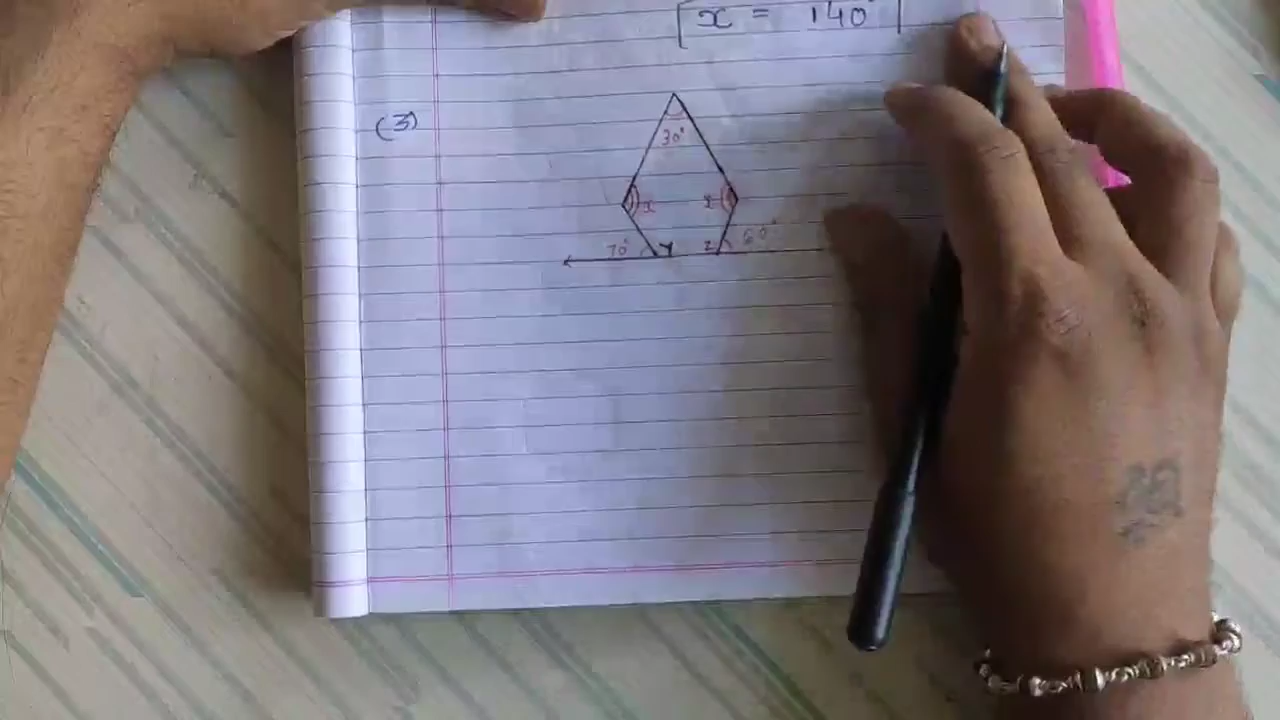 x = 140°
(3)
30°
x x
70° y z 60°